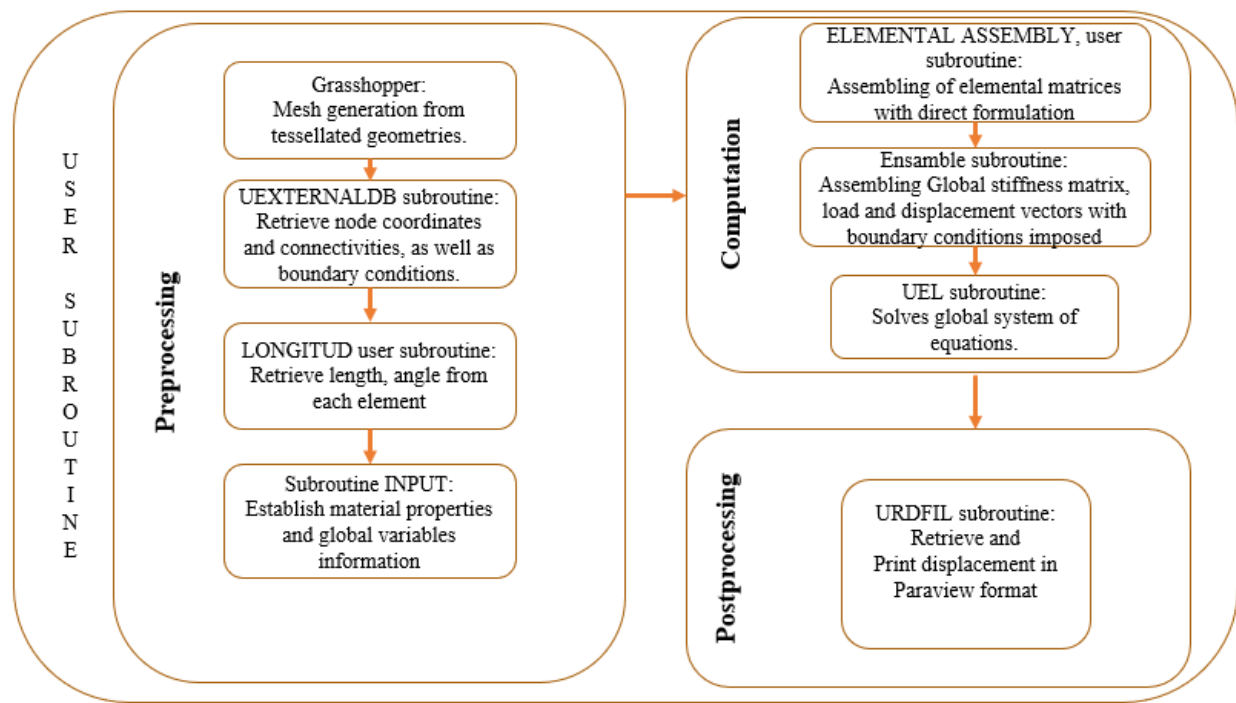 USER SUBROUTINE
Preprocessing
Grasshopper:
Mesh generation from
tessellated geometries.
UEXTERNALDB subroutine:
Retrieve node coordinates
and connectivities, as well as
boundary conditions.
LONGITUD user subroutine:
Retrieve length, angle from
each element
Subroutine INPUT:
Establish material properties
and global variables
information
Computation
ELEMENTAL ASSEMBLY, user
subroutine:
Assembling of elemental matrices
with direct formulation
Ensamble subroutine:
Assembling Global stiffness matrix,
load and displacement vectors with
boundary conditions imposed
UEL subroutine:
Solves global system of
equations.
Postprocessing
URDFIL subroutine:
Retrieve and
Print displacement in
Paraview format